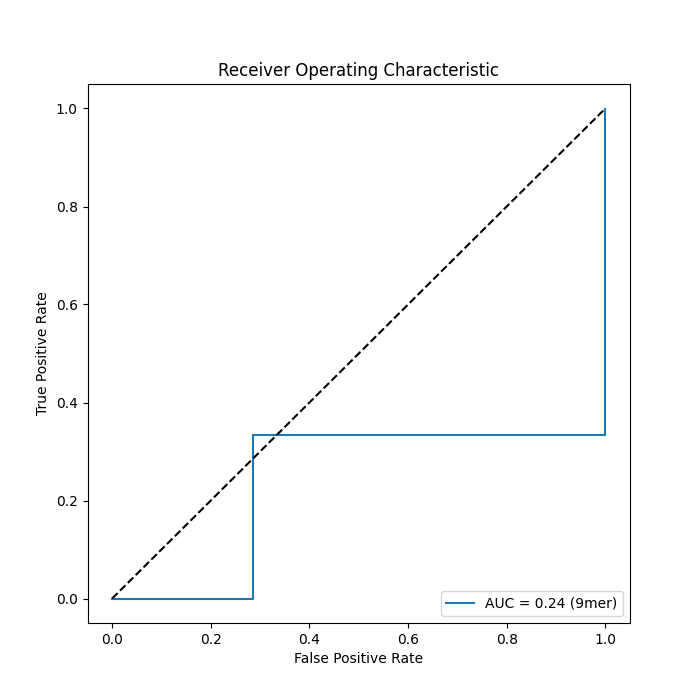 Receiver Operating Characteristic
1.0
0.8
0.6
0.4
0.2
0.0
True Positive Rate
AUC = 0.24 (9mer)
0.0 0.2 0.4 0.6 0.8 1.0
False Positive Rate